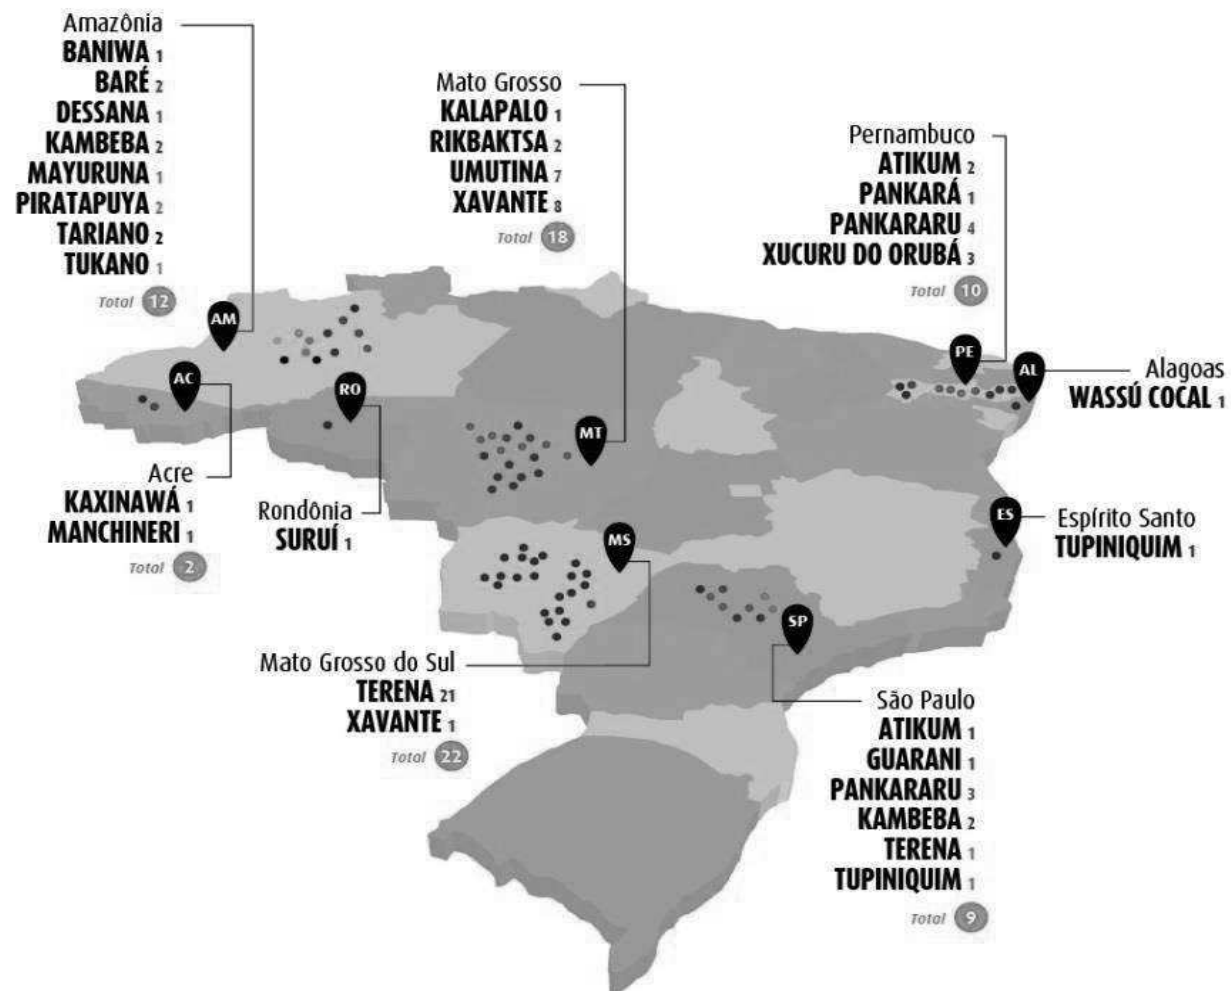 Amazônia
BANIWA 1
BARÉ 2
DESSANA 1
KAMBEBA 2
MAYURUNA 1
PIRATAPUYA 2
TARIANO 2
TUKANO 1
Total 12
Mato Grosso
KALAPALO 1
RIKBAKTSA 2
UMUTINA 7
XAVANTE 8
Total 18
Pernambuco
ATIKUM 2
PANKARÁ 1
PANKARARU 4
XUCURU DO ORUBÁ 3
Total 10
AM
AC
RO
MT
PE
AL
Alagoas
WASSÚ COCAL 1
Acre
KAXINAWÁ 1
MANCHINERI 1
Total 2
Rondônia
SURUÍ 1
MS
ES
Espírito Santo
TUPINIQUIM 1
SP
Mato Grosso do Sul
TERENA 21
XAVANTE 1
Total 22
São Paulo
ATIKUM 1
GUARANI 1
PANKARARU 3
KAMBEBA 2
TERENA 1
TUPINIQUIM 1
Total 9